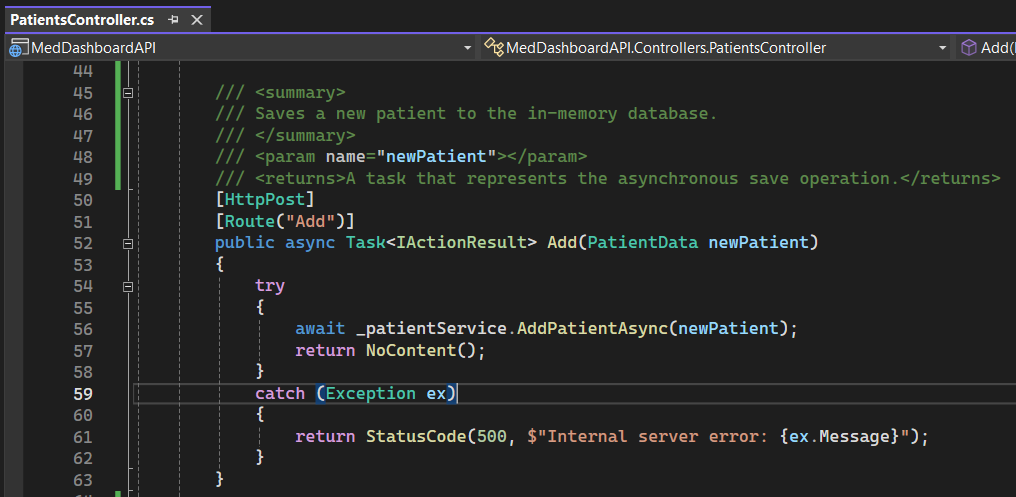 PatientsController.cs
MedDashboardAPI MedDashboardAPI.Controllers.PatientsController Add(
44
45 /// <summary>
46 /// Saves a new patient to the in-memory database.
47 /// </summary>
48 /// <param name="newPatient"></param>
49 /// <returns>A task that represents the asynchronous save operation.</returns>
50 [HttpPost]
51 [Route("Add")]
52 public async Task<IActionResult> Add(PatientData newPatient)
53 {
54 try
55 {
56 await _patientService.AddPatientAsync(newPatient);
57 return NoContent();
58 }
59 catch (Exception ex)
60 {
61 return StatusCode(500, $"Internal server error: {ex.Message}");
62 }
63 }